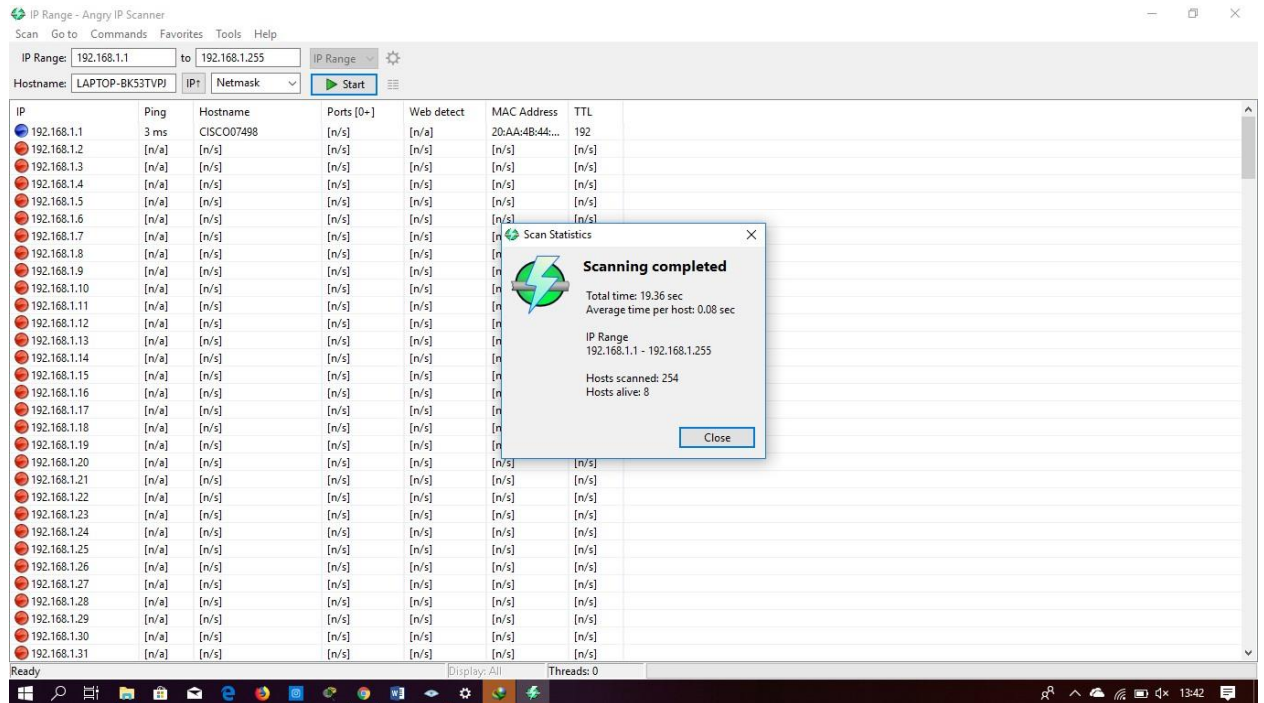 IP Range - Angry IP Scanner
Scan Go to Commands Favorites Tools Help
IP Range: 192.168.1.1 to 192.168.1.255 IP Range
Hostname: LAPTOP-BK53TVPJ IP↑ Netmask Start
IP Ping Hostname Ports [0+] Web detect MAC Address TTL
192.168.1.1 3 ms CISCO07498 [n/s] [n/a] 20:AA:4B:44:... 192
192.168.1.2 [n/a] [n/s] [n/s] [n/s] [n/s] [n/s]
192.168.1.3 [n/a] [n/s] [n/s] [n/s] [n/s] [n/s]
192.168.1.4 [n/a] [n/s] [n/s] [n/s] [n/s] [n/s]
192.168.1.5 [n/a] [n/s] [n/s] [n/s] [n/s] [n/s]
192.168.1.6 [n/a] [n/s] [n/s] [n/s] [n/s] [n/s]
192.168.1.7 [n/a] [n/s] [n/s] [n/s]
192.168.1.8 [n/a] [n/s] [n/s] [n/s]
192.168.1.9 [n/a] [n/s] [n/s] [n/s]
192.168.1.10 [n/a] [n/s] [n/s] [n/s]
192.168.1.11 [n/a] [n/s] [n/s] [n/s]
192.168.1.12 [n/a] [n/s] [n/s] [n/s]
192.168.1.13 [n/a] [n/s] [n/s] [n/s]
192.168.1.14 [n/a] [n/s] [n/s] [n/s]
192.168.1.15 [n/a] [n/s] [n/s] [n/s]
192.168.1.16 [n/a] [n/s] [n/s] [n/s]
192.168.1.17 [n/a] [n/s] [n/s] [n/s]
192.168.1.18 [n/a] [n/s] [n/s] [n/s]
192.168.1.19 [n/a] [n/s] [n/s] [n/s]
192.168.1.20 [n/a] [n/s] [n/s] [n/s] [n/s] [n/s]
192.168.1.21 [n/a] [n/s] [n/s] [n/s] [n/s] [n/s]
192.168.1.22 [n/a] [n/s] [n/s] [n/s] [n/s] [n/s]
192.168.1.23 [n/a] [n/s] [n/s] [n/s] [n/s] [n/s]
192.168.1.24 [n/a] [n/s] [n/s] [n/s] [n/s] [n/s]
192.168.1.25 [n/a] [n/s] [n/s] [n/s] [n/s] [n/s]
192.168.1.26 [n/a] [n/s] [n/s] [n/s] [n/s] [n/s]
192.168.1.27 [n/a] [n/s] [n/s] [n/s] [n/s] [n/s]
192.168.1.28 [n/a] [n/s] [n/s] [n/s] [n/s] [n/s]
192.168.1.29 [n/a] [n/s] [n/s] [n/s] [n/s] [n/s]
192.168.1.30 [n/a] [n/s] [n/s] [n/s] [n/s] [n/s]
192.168.1.31 [n/a] [n/s] [n/s] [n/s] [n/s] [n/s]
Scan Statistics
Scanning completed
Total time: 19.36 sec
Average time per host: 0.08 sec
IP Range
192.168.1.1 - 192.168.1.255
Hosts scanned: 254
Hosts alive: 8
Close
Ready Display: All Threads: 0
13:42